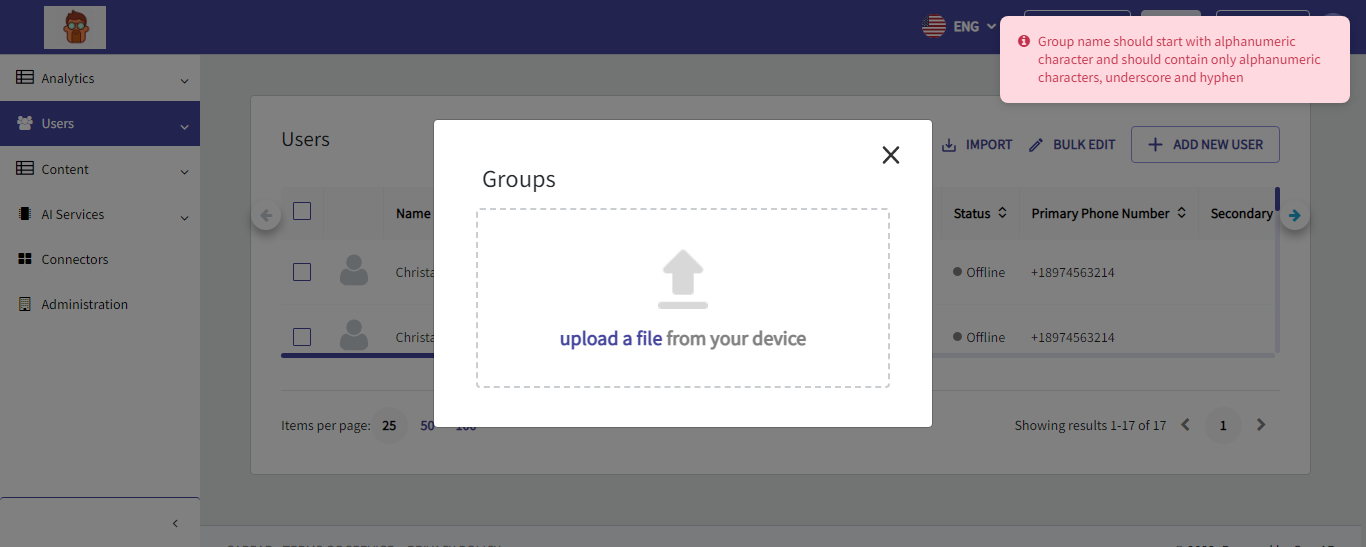 ENG
Group name should start with alphanumeric
character and should contain only alphanumeric
characters, underscore and hyphen
Analytics
Users
Content
AI Services
Connectors
Administration
Users
IMPORT
BULK EDIT
ADD NEW USER
Name
Status
Primary Phone Number
Secondary
Christa
Offline
+18974563214
Christa
Offline
+18974563214
Groups
upload a file from your device
Items per page: 25 50 100
Showing results 1-17 of 17
1